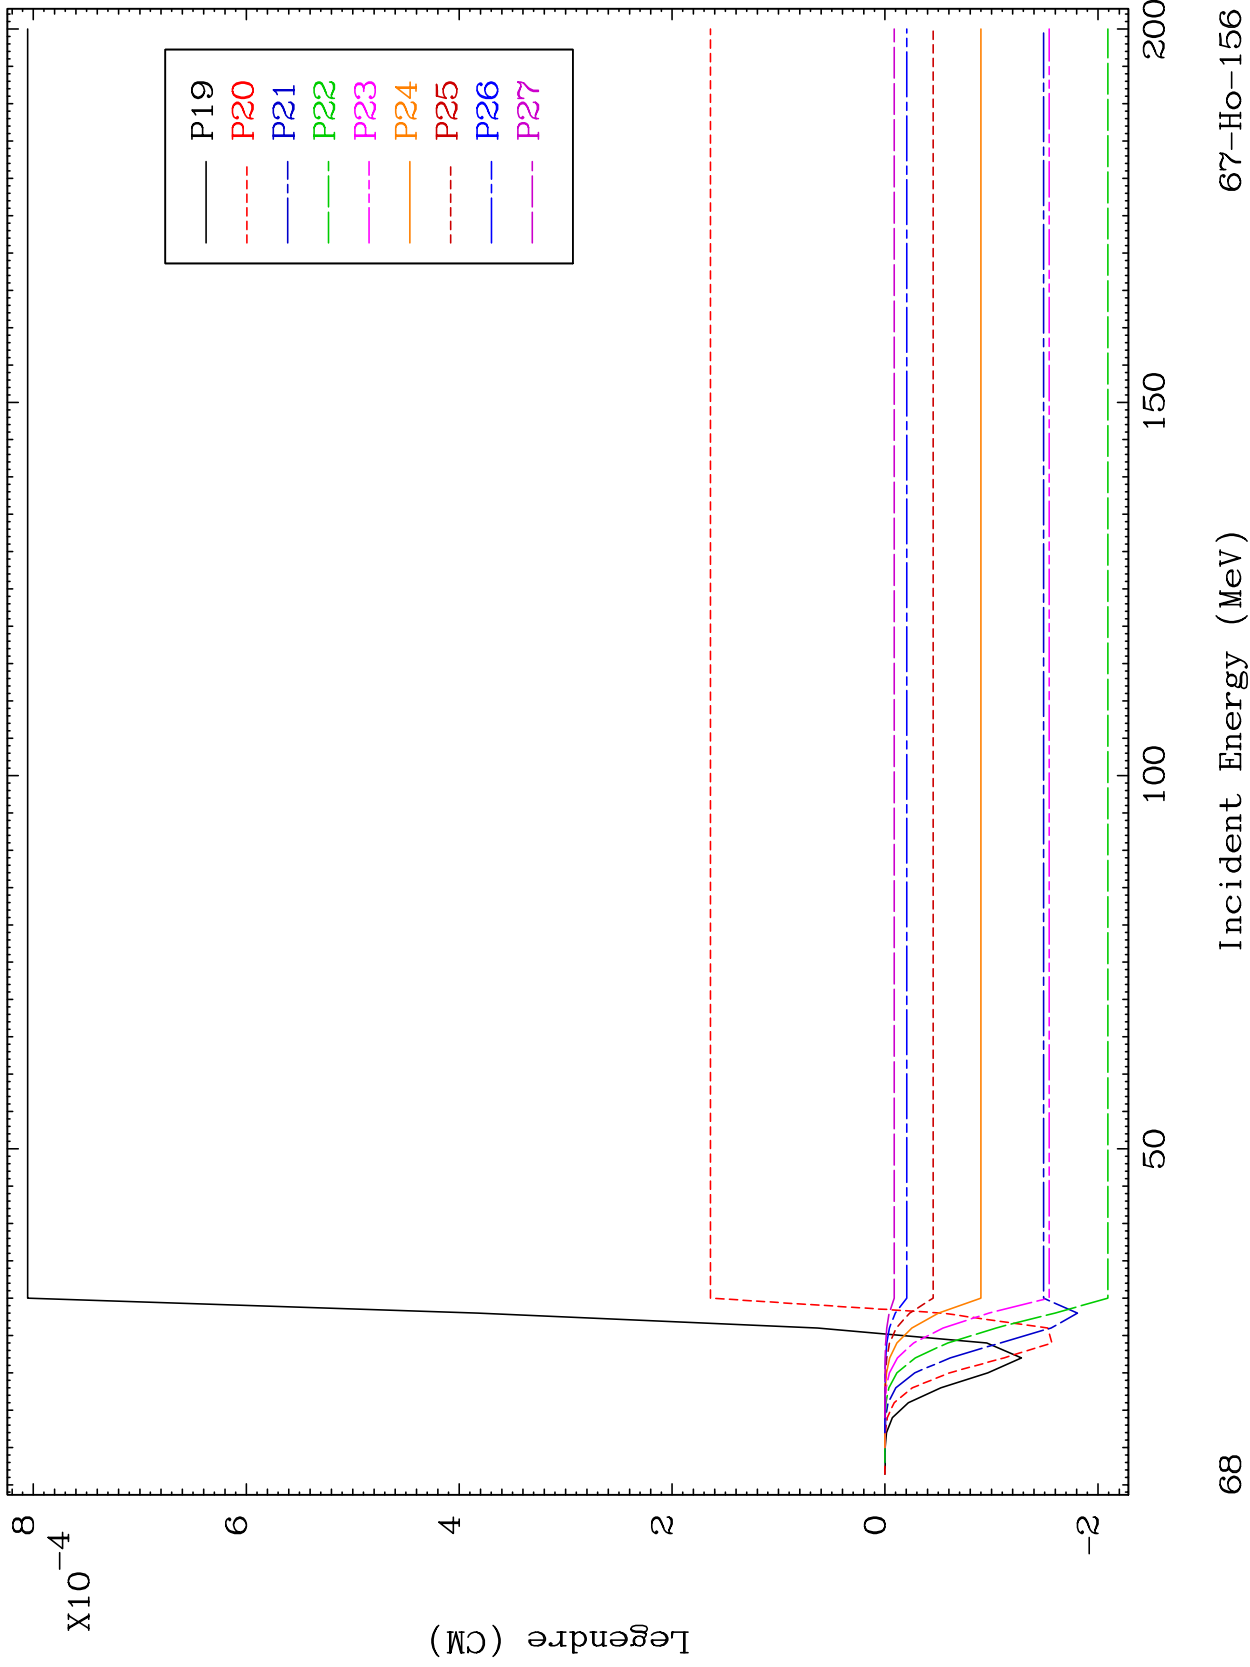 X10-4
8
6
4
2
0
-2
Legendre (CM)
P19
P20
P21
P22
P23
P24
P25
P26
P27
50
100
150
200
68
Incident Energy (MeV)
67-Ho-156